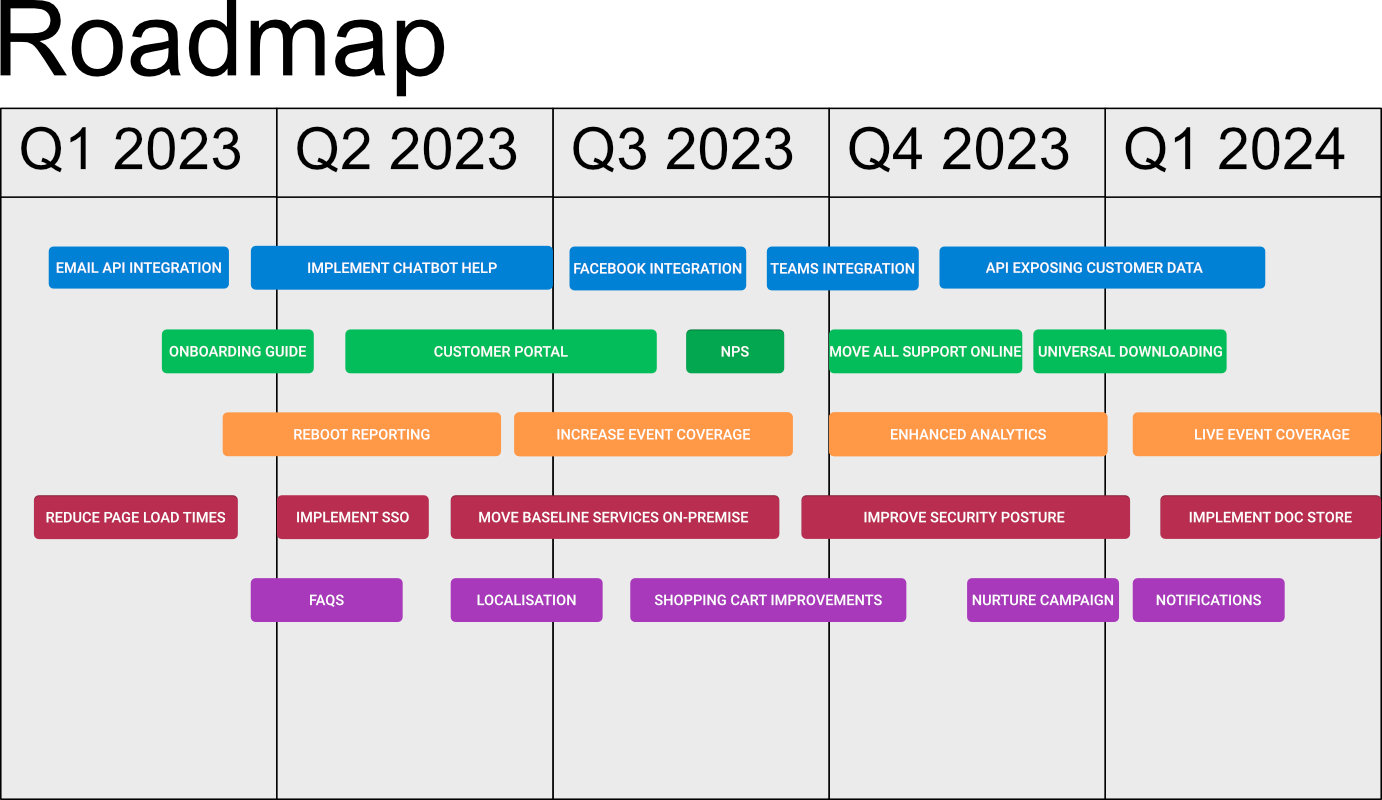 Roadmap
Q1 2023 Q2 2023 Q3 2023 Q4 2023 Q1 2024
EMAIL API INTEGRATION IMPLEMENT CHATBOT HELP FACEBOOK INTEGRATION TEAMS INTEGRATION API EXPOSING CUSTOMER DATA
ONBOARDING GUIDE CUSTOMER PORTAL NPS MOVE ALL SUPPORT ONLINE UNIVERSAL DOWNLOADING
REBOOT REPORTING INCREASE EVENT COVERAGE ENHANCED ANALYTICS LIVE EVENT COVERAGE
REDUCE PAGE LOAD TIMES IMPLEMENT SSO MOVE BASELINE SERVICES ON-PREMISE IMPROVE SECURITY POSTURE IMPLEMENT DOC STORE
FAQS LOCALISATION SHOPPING CART IMPROVEMENTS NURTURE CAMPAIGN NOTIFICATIONS